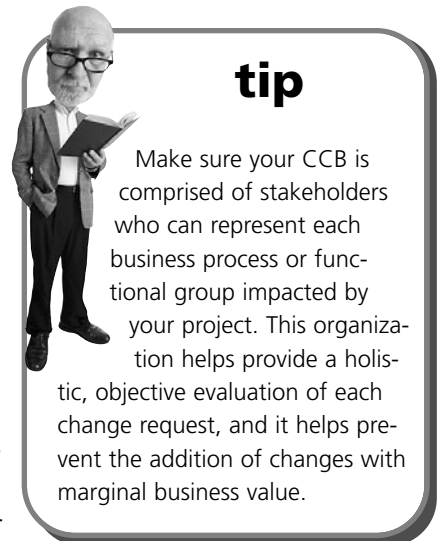 tip
Make sure your CCB is
comprised of stakeholders
who can represent each
business process or func-
tional group impacted by
your project. This organiza-
tion helps provide a holis-
tic, objective evaluation of each
change request, and it helps pre-
vent the addition of changes with
marginal business value.